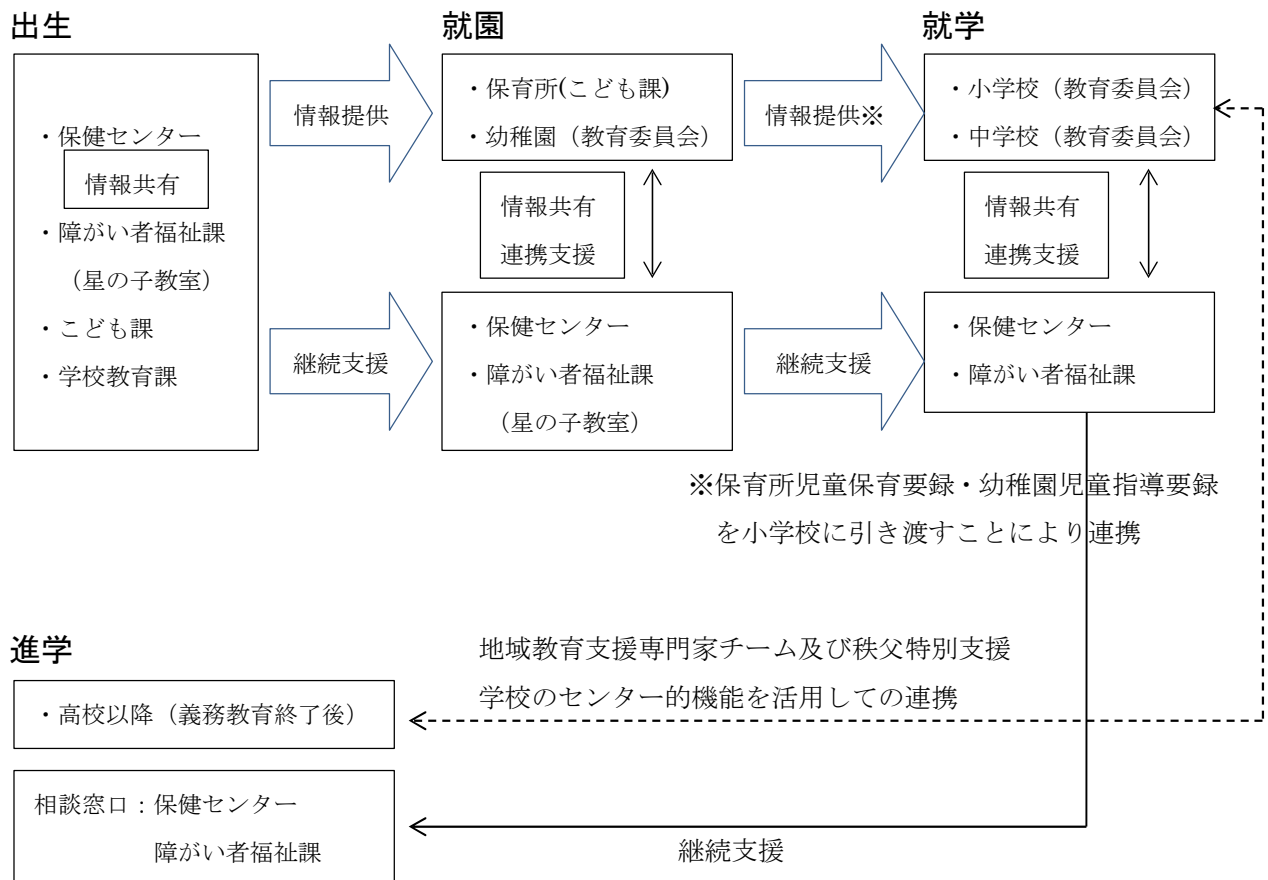 出生
・保健センター
情報共有
・障がい者福祉課
（星の子教室）
・こども課
・学校教育課
情報提供
継続支援
就園
・保育所(こども課)
・幼稚園（教育委員会）
情報共有
連携支援
・保健センター
・障がい者福祉課
（星の子教室）
情報提供※
継続支援
就学
・小学校（教育委員会）
・中学校（教育委員会）
情報共有
連携支援
・保健センター
・障がい者福祉課
※保育所児童保育要録・幼稚園児童指導要録
を小学校に引き渡すことにより連携
進学
・高校以降（義務教育終了後）
地域教育支援専門家チーム及び秩父特別支援
学校のセンター的機能を活用しての連携
相談窓口：保健センター
障がい者福祉課
継続支援